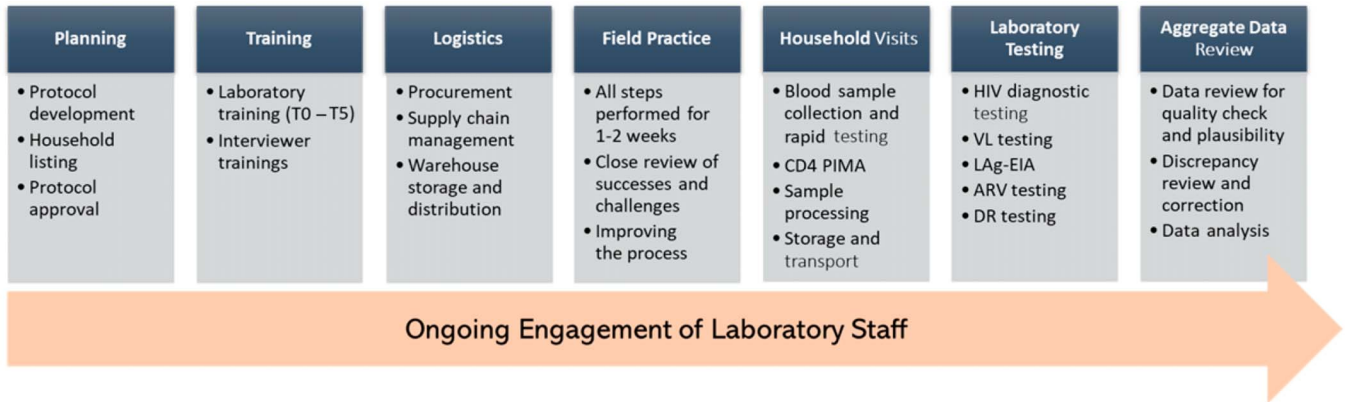 Planning
• Protocol
development
• Household
listing
• Protocol
approval
Training
• Laboratory
training (T0 – T5)
• Interviewer
trainings
Logistics
• Procurement
• Supply chain
management
• Warehouse
storage and
distribution
Field Practice
• All steps
performed for
1-2 weeks
• Close review of
successes and
challenges
• Improving
the process
Household Visits
• Blood sample
collection and
rapid testing
• CD4 PIMA
• Sample
processing
• Storage and
transport
Laboratory
Testing
• HIV diagnostic
testing
• VL testing
• LAg-EIA
• ARV testing
• DR testing
Aggregate Data
Review
• Data review for
quality check
and plausibility
• Discrepancy
review and
correction
• Data analysis
Ongoing Engagement of Laboratory Staff